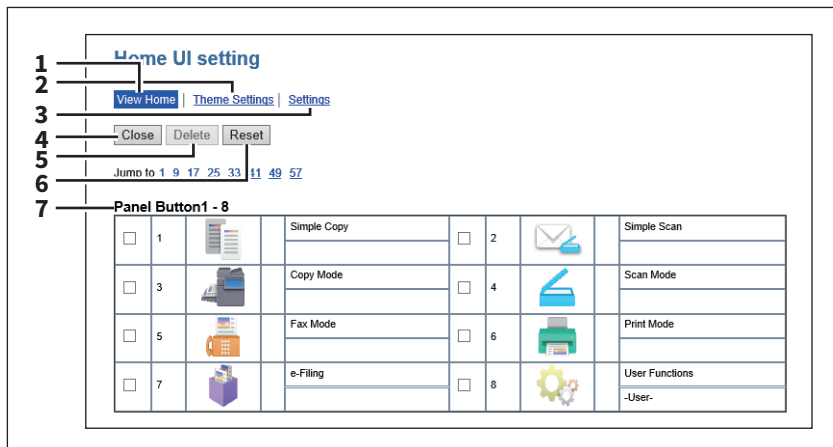 Home UI setting
1
2
View Home | Theme Settings | Settings
3
4
Close Delete Reset
5
6
Jump to 1 9 17 25 33 41 49 57
7
Panel Button1 - 8
1 Simple Copy 2 Simple Scan
3 Copy Mode 4 Scan Mode
5 Fax Mode 6 Print Mode
7 e-Filing 8 User Functions
-User-